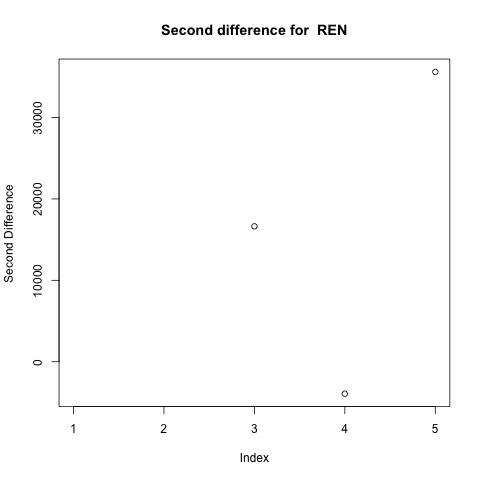 Second difference for  REN
Second Difference
30000
20000
10000
0
1 2 3 4 5
Index